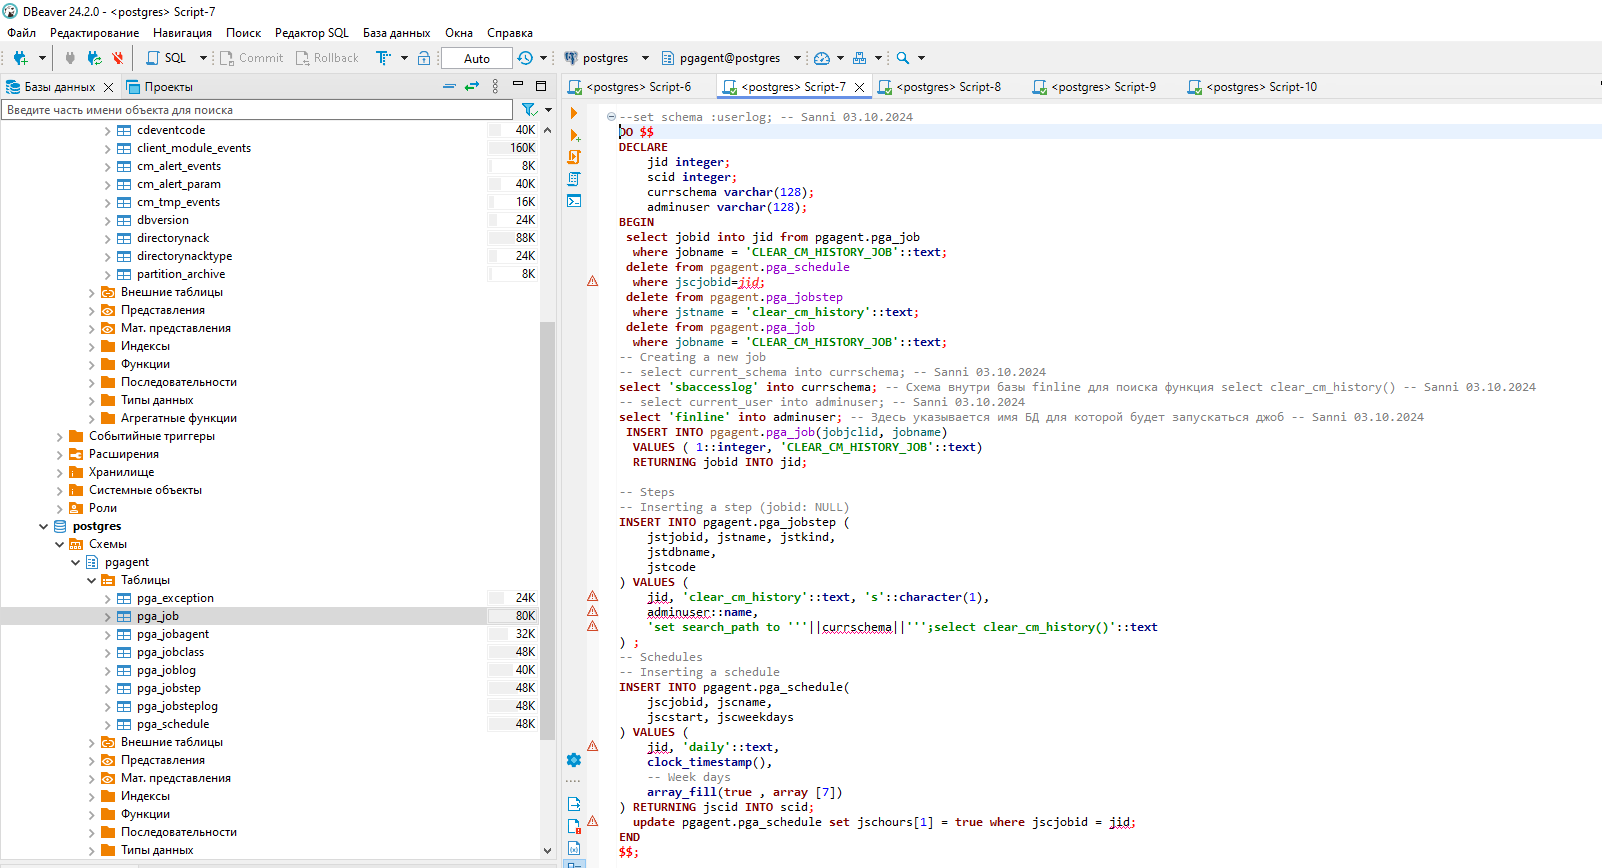 DBeaver 24.2.0 - <postgres> Script-7
Файл Редактирование Навигация Поиск Редактор SQL База данных Окна Справка
SQL Commit Rollback Auto postgres pgagent@postgres
Базы данных Проекты
<postgres> Script-6 <postgres> Script-7 <postgres> Script-8 <postgres> Script-9 <postgres> Script-10
Введите часть имени объекта для поиска
cdeventcode 40K
client_module_events 160K
cm_alert_events 8K
cm_alert_param 40K
cm_tmp_events 16K
dbversion 24K
directorynack 88K
directorynacktype 24K
partition_archive 8K
Внешние таблицы
Представления
Мат. представления
Индексы
Функции
Последовательности
Типы данных
Агрегатные функции
Событийные триггеры
Расширения
Хранилище
Системные объекты
Роли
postgres
Схемы
pgagent
Таблицы
pga_exception 24K
pga_job 80K
pga_jobagent 32K
pga_jobclass 48K
pga_joblog 40K
pga_jobstep 48K
pga_jobsteplog 48K
pga_schedule 48K
Внешние таблицы
Представления
Мат. представления
Индексы
Функции
Последовательности
Типы данных
--set schema :userlog; -- Sanni 03.10.2024
DO $$
DECLARE
jid integer;
scid integer;
currschema varchar(128);
adminuser varchar(128);
BEGIN
select jobid into jid from pgagent.pga_job
where jobname = 'CLEAR_CM_HISTORY_JOB'::text;
delete from pgagent.pga_schedule
where jscjobid=jid;
delete from pgagent.pga_jobstep
where jstname = 'clear_cm_history'::text;
delete from pgagent.pga_job
where jobname = 'CLEAR_CM_HISTORY_JOB'::text;
-- Creating a new job
-- select current_schema into currschema; -- Sanni 03.10.2024
select 'sbaccesslog' into currschema; -- Схема внутри базы finline для поиска функция select clear_cm_history() -- Sanni 03.10.2024
-- select current_user into adminuser; -- Sanni 03.10.2024
select 'finline' into adminuser; -- Здесь указывается имя БД для которой будет запускаться джоб -- Sanni 03.10.2024
INSERT INTO pgagent.pga_job(jobjclid, jobname)
VALUES ( 1::integer, 'CLEAR_CM_HISTORY_JOB'::text)
RETURNING jobid INTO jid;
-- Steps
-- Inserting a step (jobid: NULL)
INSERT INTO pgagent.pga_jobstep (
jstjobid, jstname, jstkind,
jstdbname,
jstcode
) VALUES (
jid, 'clear_cm_history'::text, 's'::character(1),
adminuser::name,
'set search_path to '''||currschema||''';select clear_cm_history()'::text
) ;
-- Schedules
-- Inserting a schedule
INSERT INTO pgagent.pga_schedule(
jscjobid, jscname,
jscstart, jscweekdays
) VALUES (
jid, 'daily'::text,
clock_timestamp(),
-- Week days
array_fill(true , array [7])
) RETURNING jscid INTO scid;
update pgagent.pga_schedule set jschours[1] = true where jscjobid = jid;
END
$$;